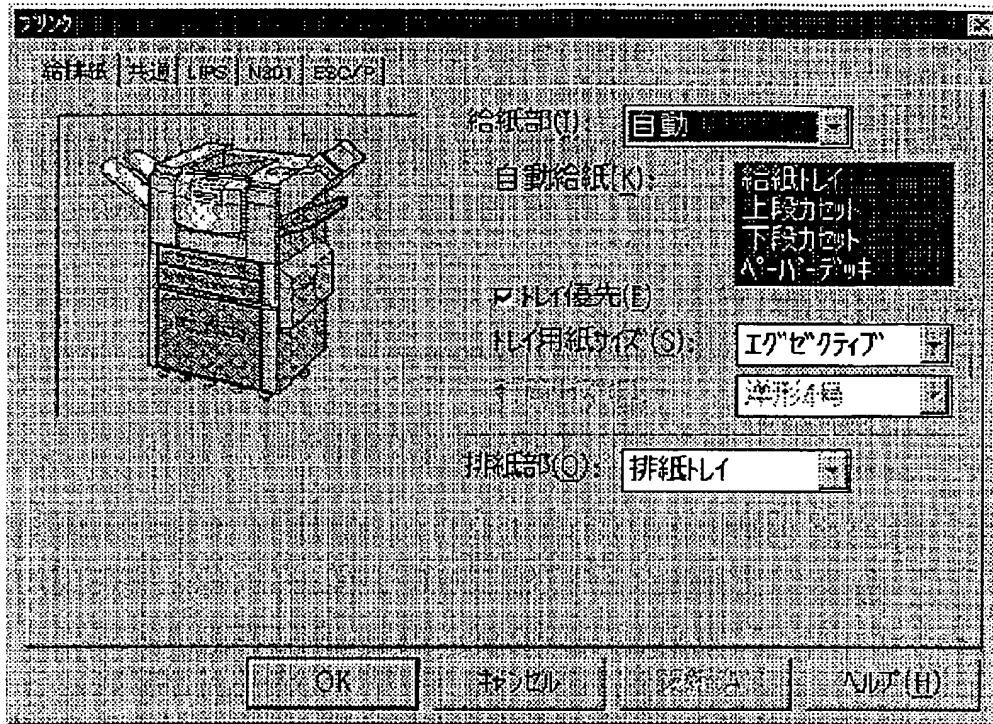 プリンタ
給排紙 共通 LIPS N201 ESC/P
給紙部(I): 自動
自動給紙(K): 給紙トレイ
上段カセット
下段カセット
ペーパーデッキ
トレイ優先(E)
トレイ用紙サイズ(S): エグゼクティブ
洋形4号
排紙部(O): 排紙トレイ
OK キャンセル ヘルプ(H)